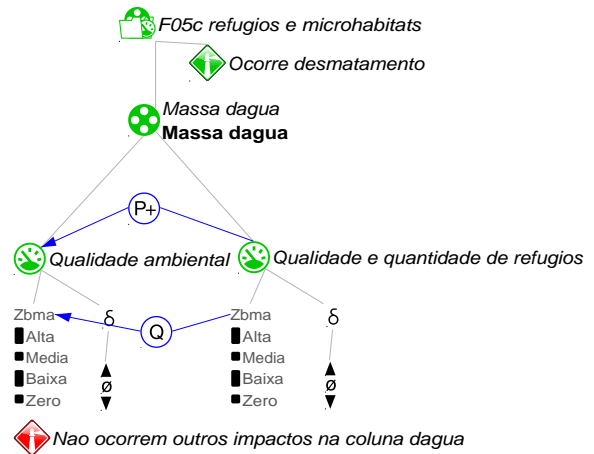 F05c refugios e microhabitats
Ocorre desmatamento
Massa dagua
Massa dagua
P+
Qualidade ambiental
Qualidade e quantidade de refugios
Zbma δ Zbma δ
Q
Alta Alta
Media Media
Baixa ø Baixa ø
Zero Zero
Nao ocorrem outros impactos na coluna dagua